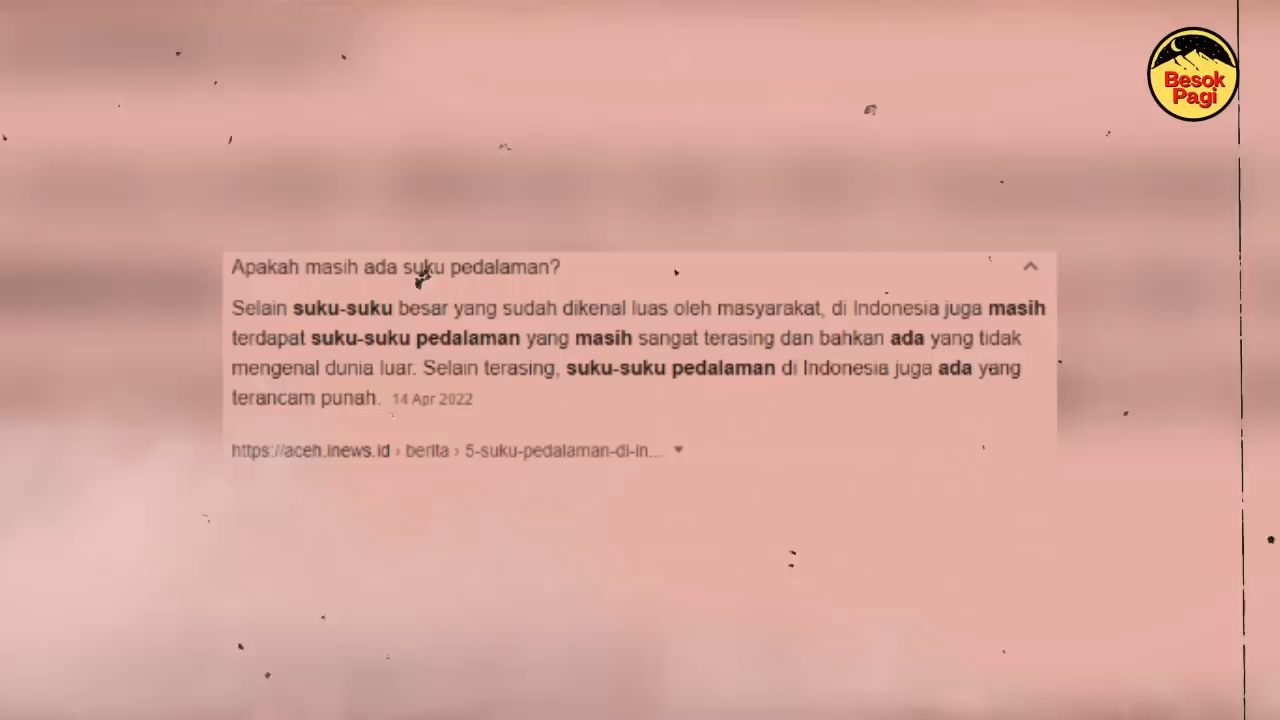 Besok
Pagi
Apakah masih ada suku pedalaman?
Selain suku-suku besar yang sudah dikenal luas oleh masyarakat, di Indonesia juga masih
terdapat suku-suku pedalaman yang masih sangat terasing dan bahkan ada yang tidak
mengenal dunia luar. Selain terasing, suku-suku pedalaman di Indonesia juga ada yang
terancam punah. 14 Apr 2022
https://aceh.inews.id › berita › 5-suku-pedalaman-di-in...